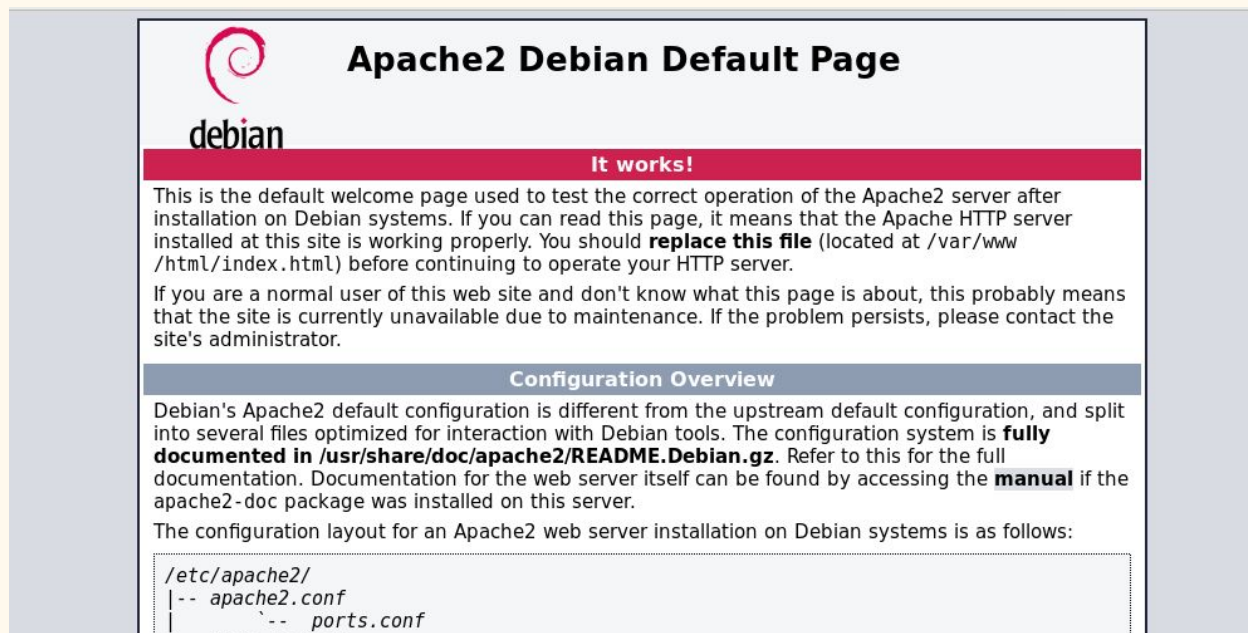 Apache2 Debian Default Page
debian
It works!
This is the default welcome page used to test the correct operation of the Apache2 server after
installation on Debian systems. If you can read this page, it means that the Apache HTTP server
installed at this site is working properly. You should replace this file (located at /var/www
/html/index.html) before continuing to operate your HTTP server.
If you are a normal user of this web site and don't know what this page is about, this probably means
that the site is currently unavailable due to maintenance. If the problem persists, please contact the
site's administrator.
Configuration Overview
Debian's Apache2 default configuration is different from the upstream default configuration, and split
into several files optimized for interaction with Debian tools. The configuration system is fully
documented in /usr/share/doc/apache2/README.Debian.gz. Refer to this for the full
documentation. Documentation for the web server itself can be found by accessing the manual if the
apache2-doc package was installed on this server.
The configuration layout for an Apache2 web server installation on Debian systems is as follows:
/etc/apache2/
|-- apache2.conf
|       `--  ports.conf